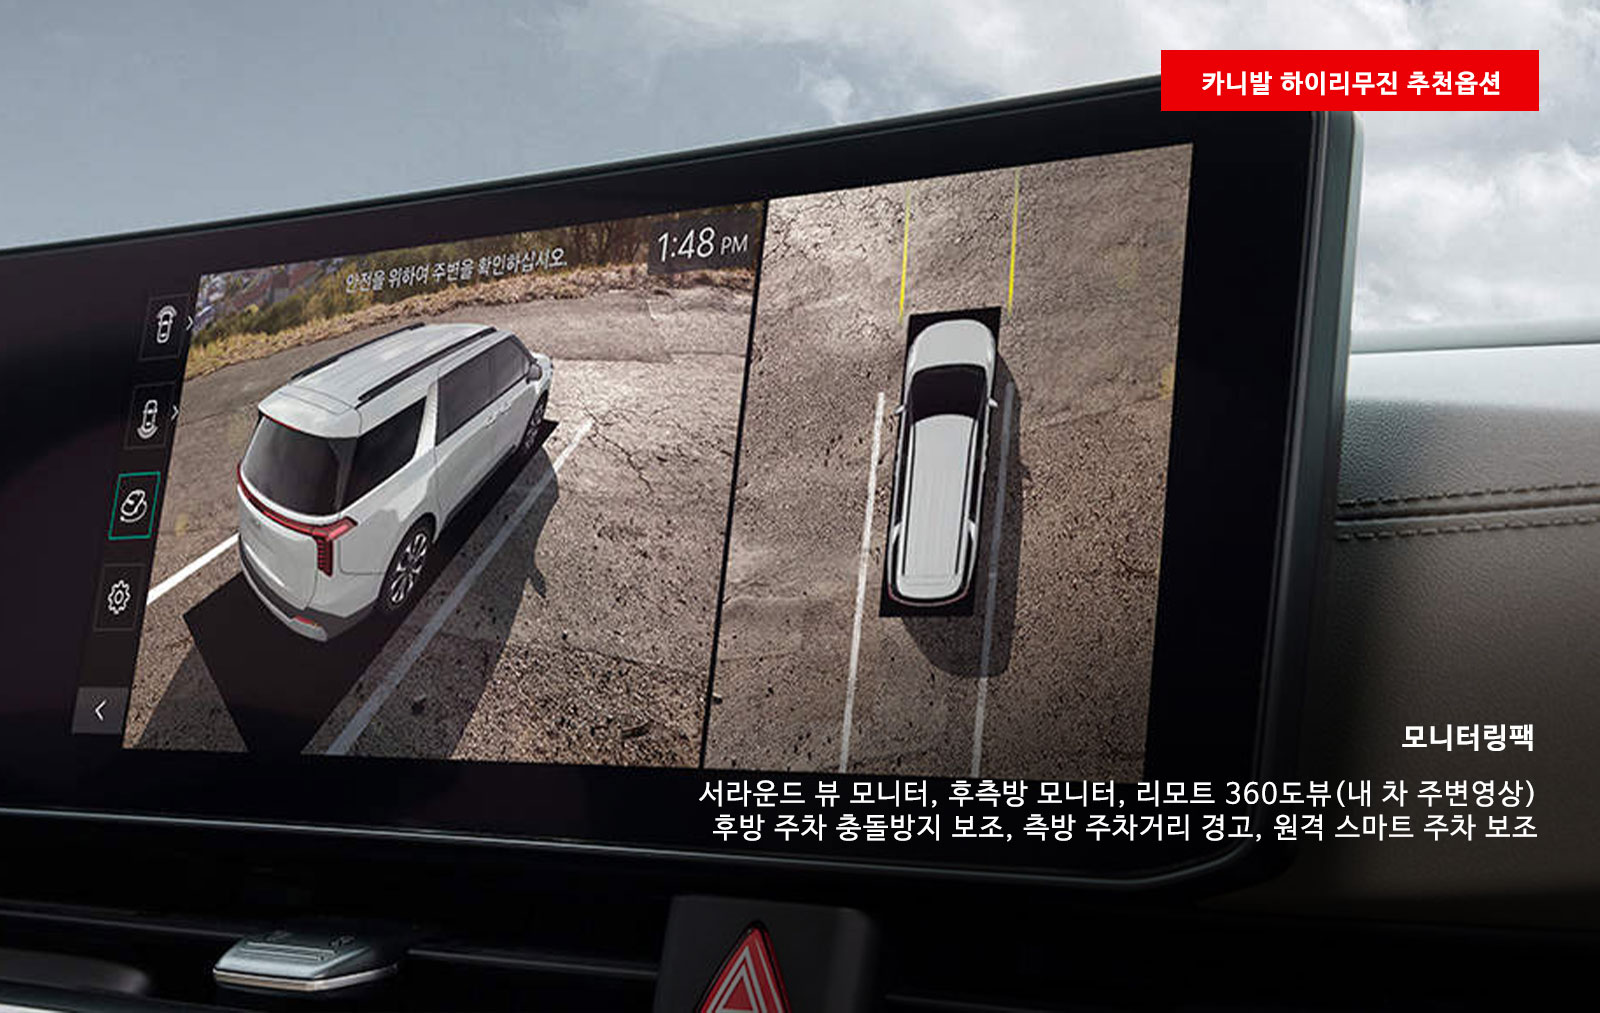 카니발 하이리무진 추천옵션
1:48 PM
안전을 위하여 주변을 확인하십시오.
모니터링팩
서라운드 뷰 모니터, 후측방 모니터, 리모트 360도뷰(내 차 주변영상)
후방 주차 충돌방지 보조, 측방 주차거리 경고, 원격 스마트 주차 보조